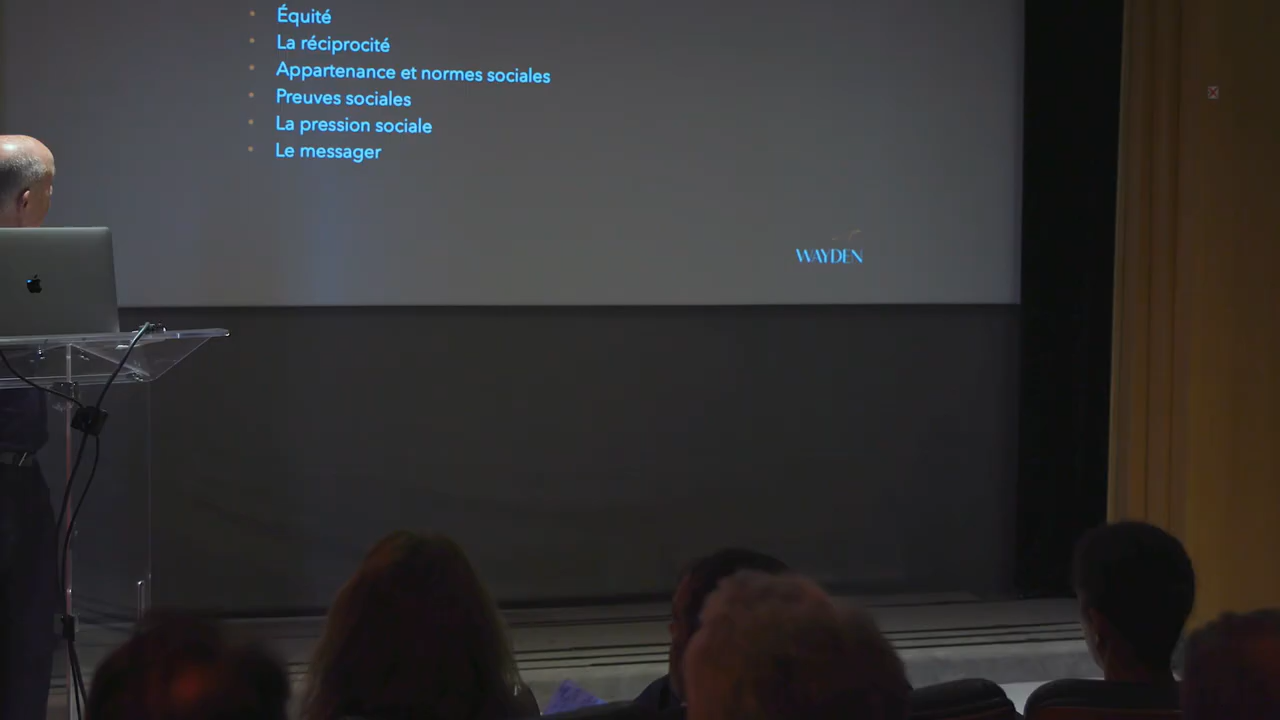 Équité
La réciprocité
Appartenance et normes sociales
Preuves sociales
La pression sociale
Le messager
WAYDEN